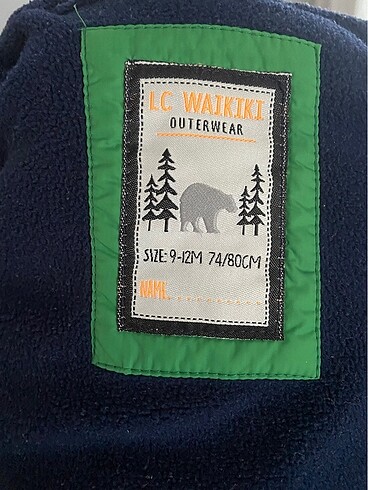 LC WAIKIKI
OUTERWEAR
SIZE: 9-12M 74/80CM
NAME